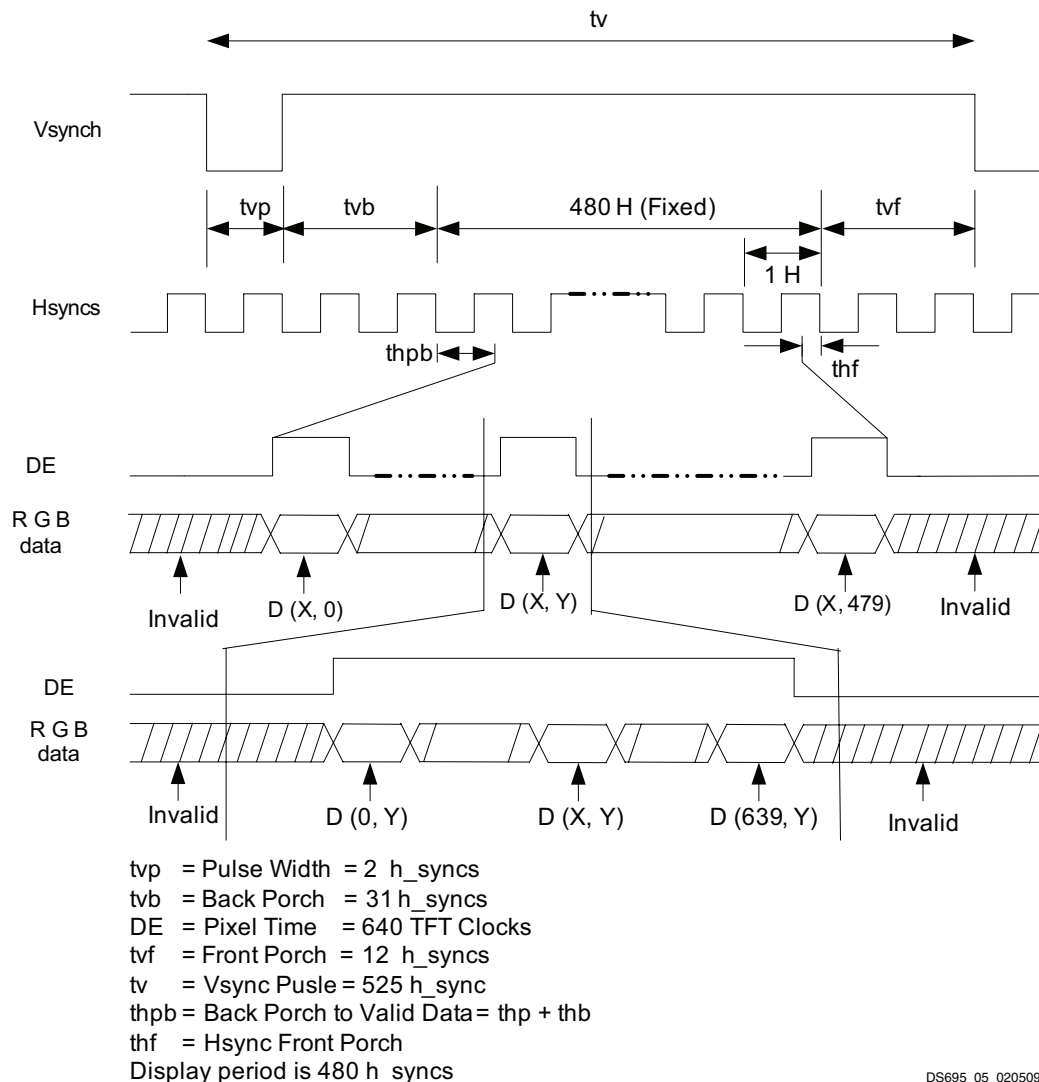 tv
Vsynch
tvp
tvb
480 H (Fixed)
tvf
1 H
Hsyncs
thpb
thf
DE
R G B
data
Invalid
D (X, 0)
D (X, Y)
D (X, 479)
Invalid
DE
R G B
data
Invalid
D (0, Y)
D (X, Y)
D (639, Y)
Invalid
tvp = Pulse Width = 2 h_syncs
tvb = Back Porch = 31 h_syncs
DE = Pixel Time = 640 TFT Clocks
tvf = Front Porch = 12 h_syncs
tv = Vsync Pusle = 525 h_sync
thpb = Back Porch to Valid Data = thp + thb
thf = Hsync Front Porch
Display period is 480 h_syncs
DS695_05_020509